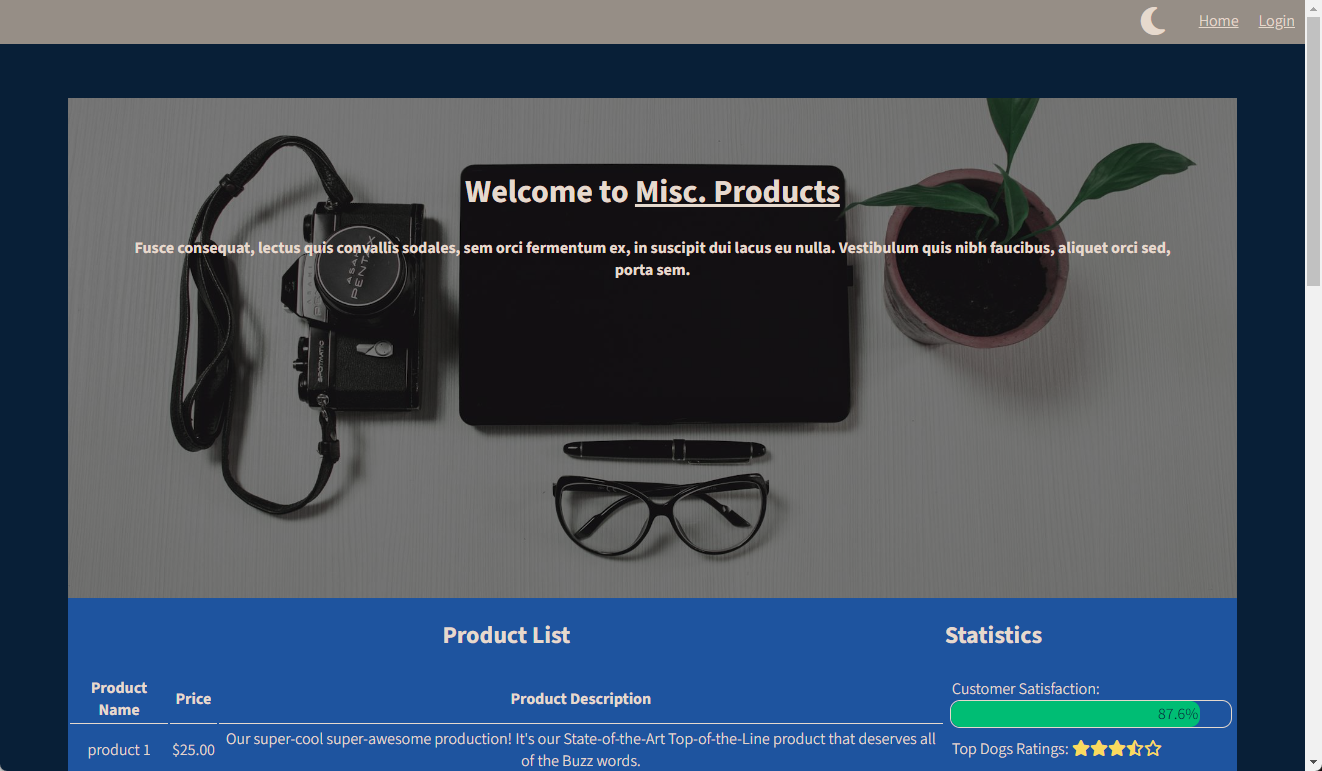 Home Login
Welcome to Misc. Products
Fusce consequat, lectus quis convallis sodales, sem orci fermentum ex, in suscipit dui lacus eu nulla. Vestibulum quis nibh faucibus, aliquet orci sed,
porta sem.
ASAHI
PENTAX
SPOTMATIC
Product List
Product
Name
Price
Product Description
product 1
$25.00
Our super-cool super-awesome production! It's our State-of-the-Art Top-of-the-Line product that deserves all
of the Buzz words.
Statistics
Customer Satisfaction:
87.6%
Top Dogs Ratings: